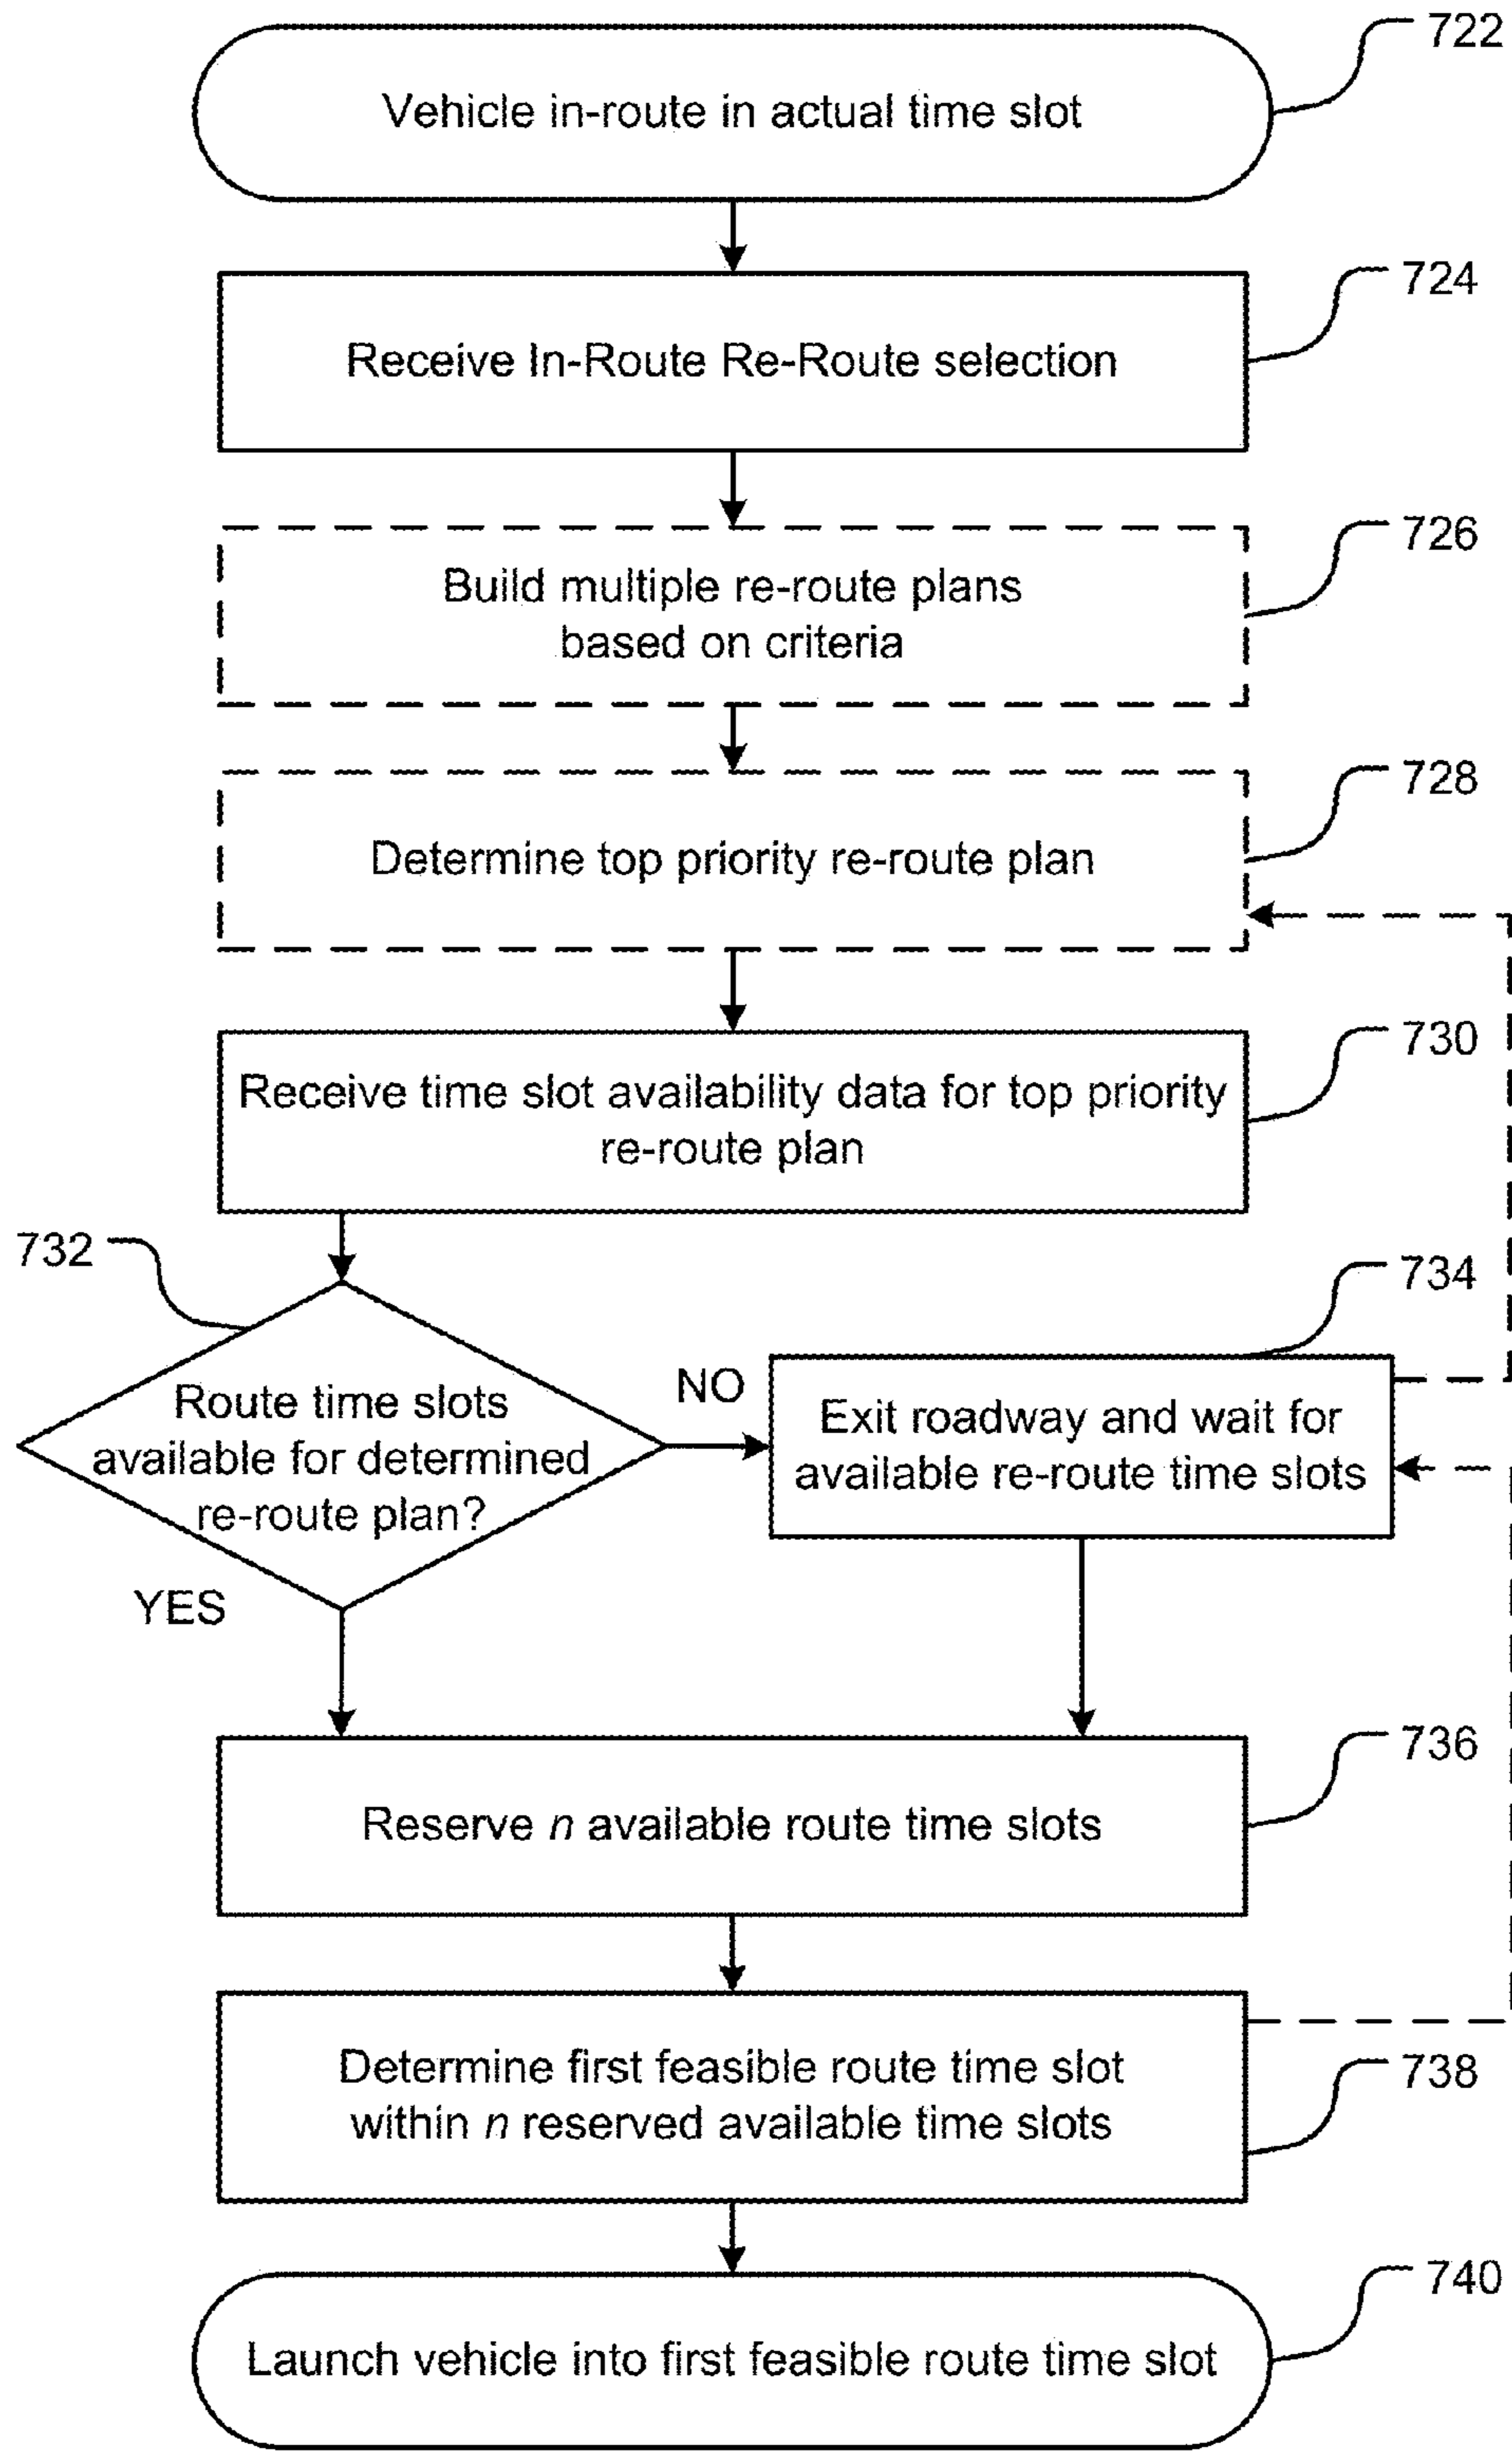 722
Vehicle in-route in actual time slot
724
Receive In-Route Re-Route selection
726
Build multiple re-route plans
based on criteria
728
Determine top priority re-route plan
730
Receive time slot availability data for top priority
re-route plan
732
Route time slots
available for determined
re-route plan?
NO
YES
734
Exit roadway and wait for
available re-route time slots
736
Reserve n available route time slots
738
Determine first feasible route time slot
within n reserved available time slots
740
Launch vehicle into first feasible route time slot